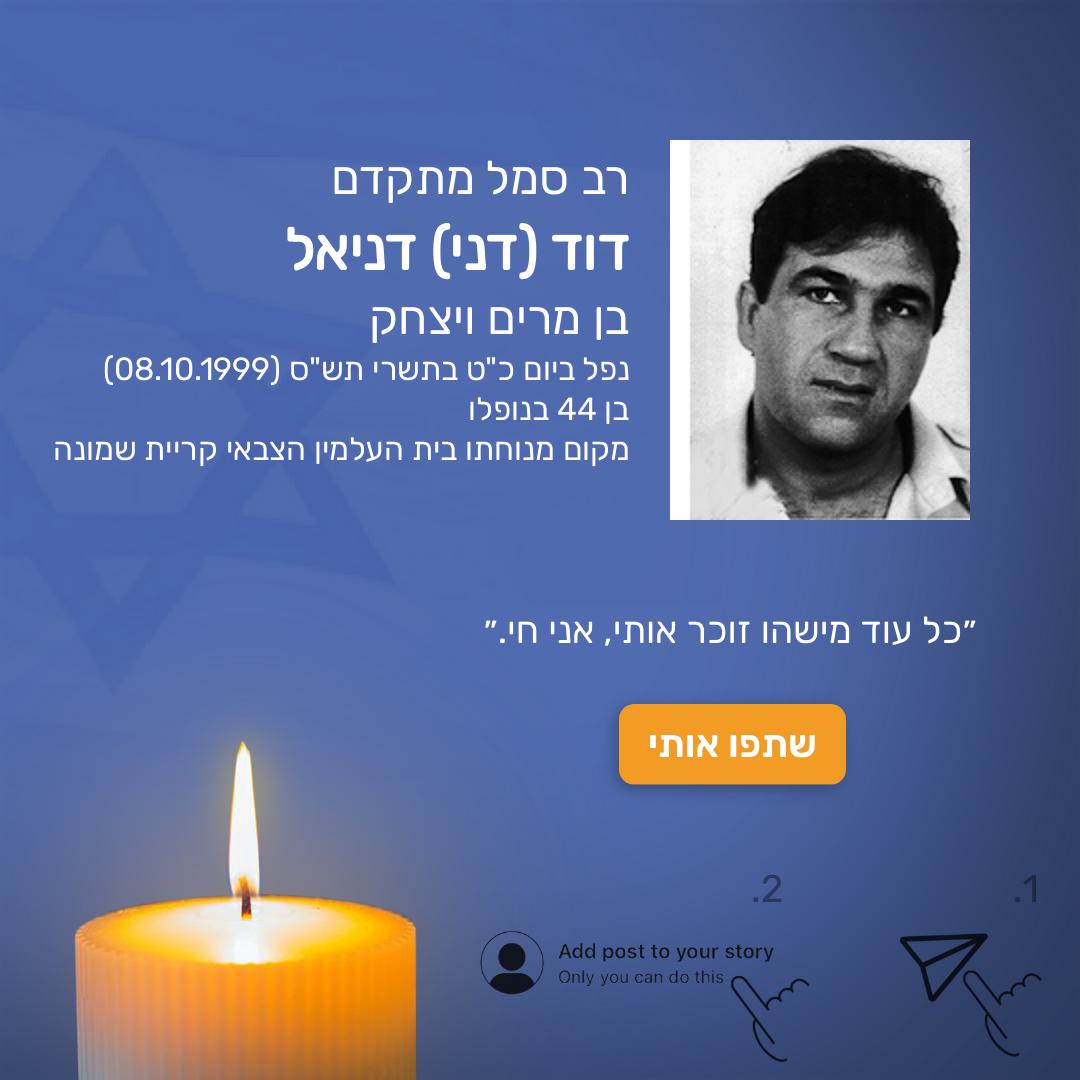 רב סמל מתקדם
דוד (דני) דניאל
בן מרים ויצחק
נפל ביום כ"ט בתשרי תש"ס (08.10.1999)
בן 44 בנופלו
מקום מנוחתו בית העלמין הצבאי קריית שמונה
״כל עוד מישהו זוכר אותי, אני חי.״
שתפו אותי
1.
2.
Add post to your story
Only you can do this